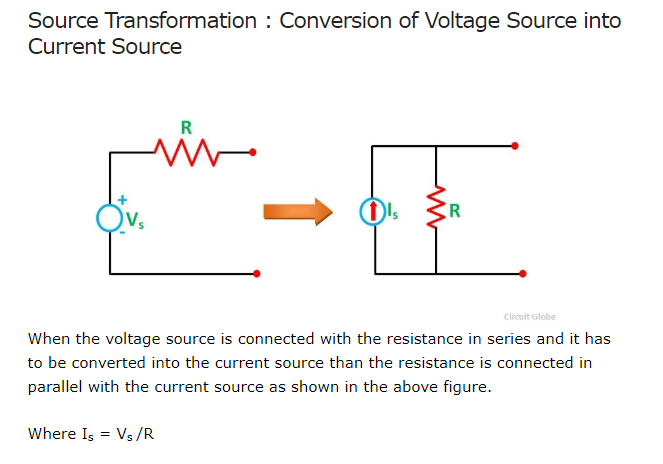 Source Transformation : Conversion of Voltage Source into
Current Source
R
+
Vs
-
Is
R
Circuit Globe
When the voltage source is connected with the resistance in series and it has
to be converted into the current source than the resistance is connected in
parallel with the current source as shown in the above figure.
Where Is = Vs /R